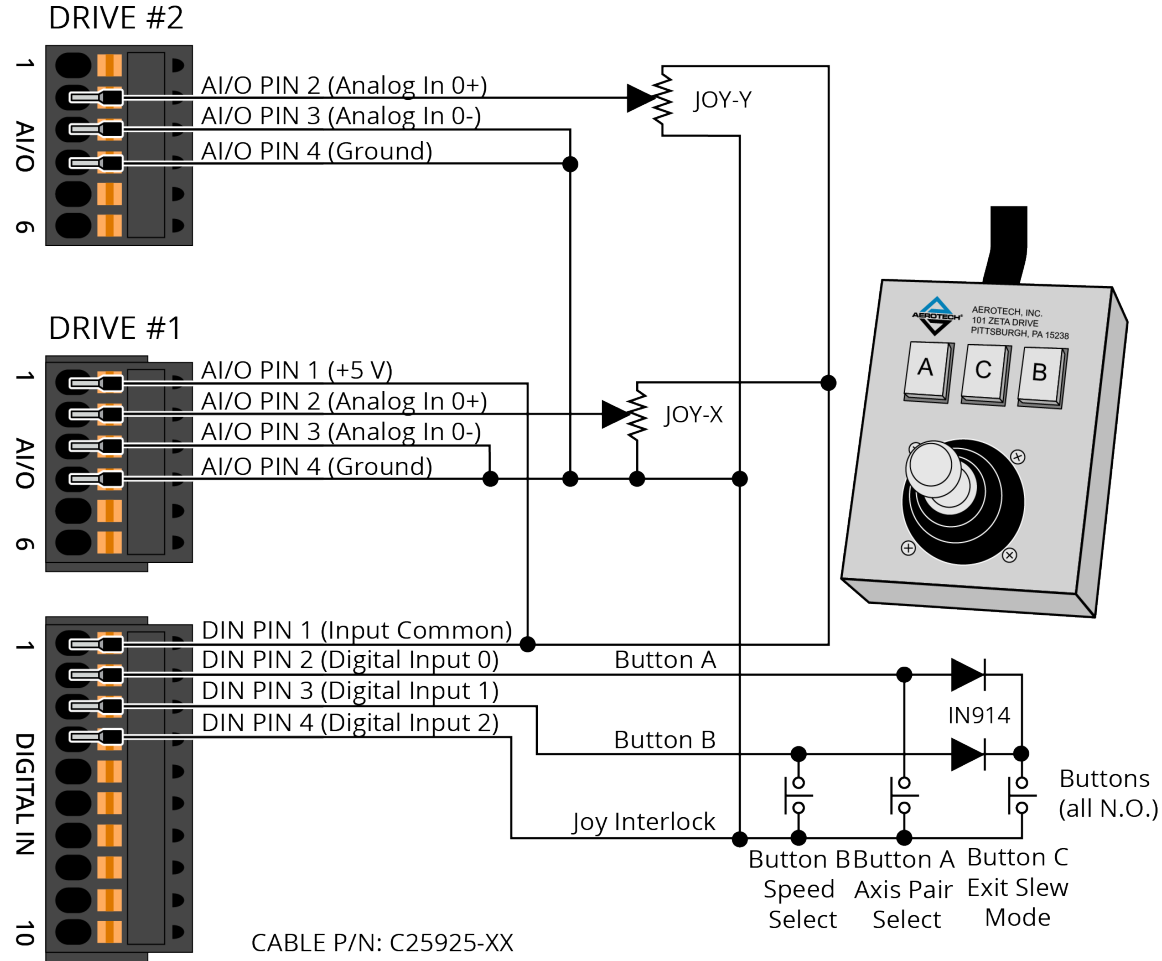 DRIVE #2
1
AI/O
6
AI/O PIN 2 (Analog In 0+)
AI/O PIN 3 (Analog In 0-)
AI/O PIN 4 (Ground)
JOY-Y
DRIVE #1
1
AI/O
6
AI/O PIN 1 (+5 V)
AI/O PIN 2 (Analog In 0+)
AI/O PIN 3 (Analog In 0-)
AI/O PIN 4 (Ground)
JOY-X
AEROTECH
AEROTECH, INC.
101 ZETA DRIVE
PITTSBURGH, PA 15238
A C B
1
DIGITAL IN
10
DIN PIN 1 (Input Common)
DIN PIN 2 (Digital Input 0)
DIN PIN 3 (Digital Input 1)
DIN PIN 4 (Digital Input 2)
Button A
IN914
Button B
Buttons
(all N.O.)
Joy Interlock
Button B
Speed
Select
Button A
Axis Pair
Select
Button C
Exit Slew
Mode
CABLE P/N: C25925-XX